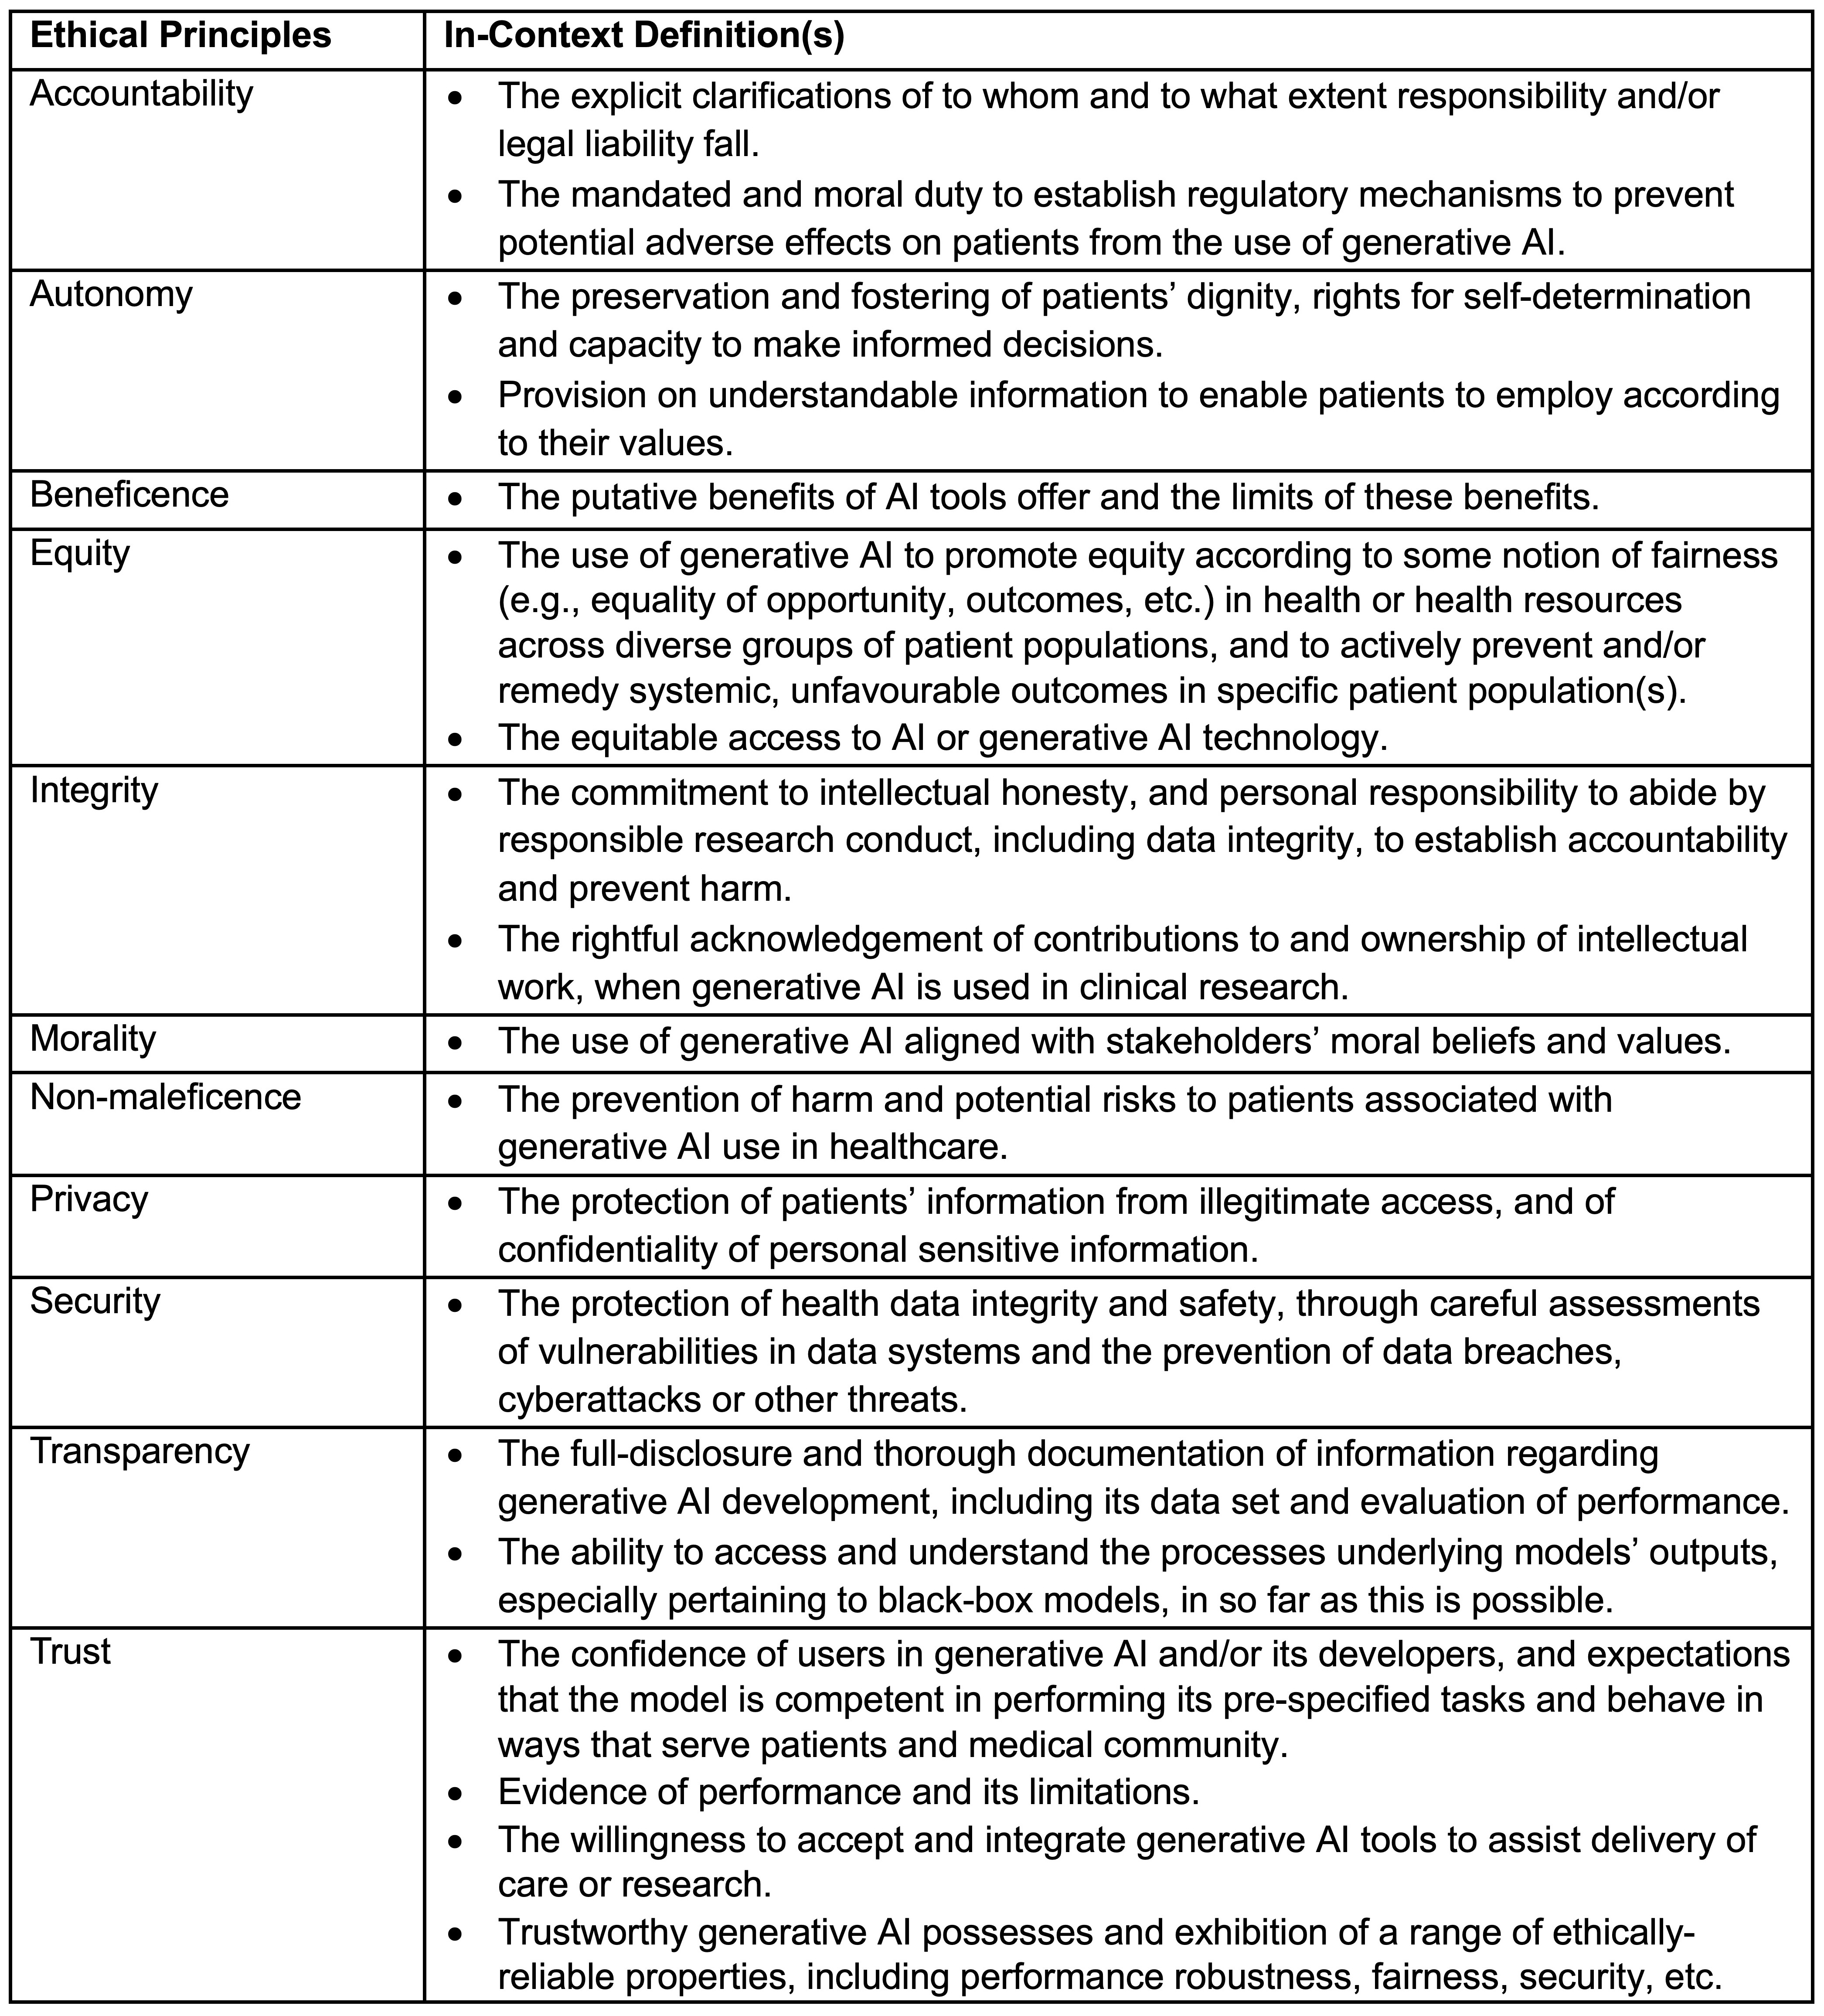 Ethical Principles
In-Context Definition(s)
Accountability
• The explicit clarifications of to whom and to what extent responsibility and/or
legal liability fall.
• The mandated and moral duty to establish regulatory mechanisms to prevent
potential adverse effects on patients from the use of generative AI.
Autonomy
• The preservation and fostering of patients’ dignity, rights for self-determination
and capacity to make informed decisions.
• Provision on understandable information to enable patients to employ according
to their values.
Beneficence
• The putative benefits of AI tools offer and the limits of these benefits.
Equity
• The use of generative AI to promote equity according to some notion of fairness
(e.g., equality of opportunity, outcomes, etc.) in health or health resources
across diverse groups of patient populations, and to actively prevent and/or
remedy systemic, unfavourable outcomes in specific patient population(s).
• The equitable access to AI or generative AI technology.
Integrity
• The commitment to intellectual honesty, and personal responsibility to abide by
responsible research conduct, including data integrity, to establish accountability
and prevent harm.
• The rightful acknowledgement of contributions to and ownership of intellectual
work, when generative AI is used in clinical research.
Morality
• The use of generative AI aligned with stakeholders’ moral beliefs and values.
Non-maleficence
• The prevention of harm and potential risks to patients associated with
generative AI use in healthcare.
Privacy
• The protection of patients’ information from illegitimate access, and of
confidentiality of personal sensitive information.
Security
• The protection of health data integrity and safety, through careful assessments
of vulnerabilities in data systems and the prevention of data breaches,
cyberattacks or other threats.
Transparency
• The full-disclosure and thorough documentation of information regarding
generative AI development, including its data set and evaluation of performance.
• The ability to access and understand the processes underlying models’ outputs,
especially pertaining to black-box models, in so far as this is possible.
Trust
• The confidence of users in generative AI and/or its developers, and expectations
that the model is competent in performing its pre-specified tasks and behave in
ways that serve patients and medical community.
• Evidence of performance and its limitations.
• The willingness to accept and integrate generative AI tools to assist delivery of
care or research.
• Trustworthy generative AI possesses and exhibition of a range of ethically-
reliable properties, including performance robustness, fairness, security, etc.